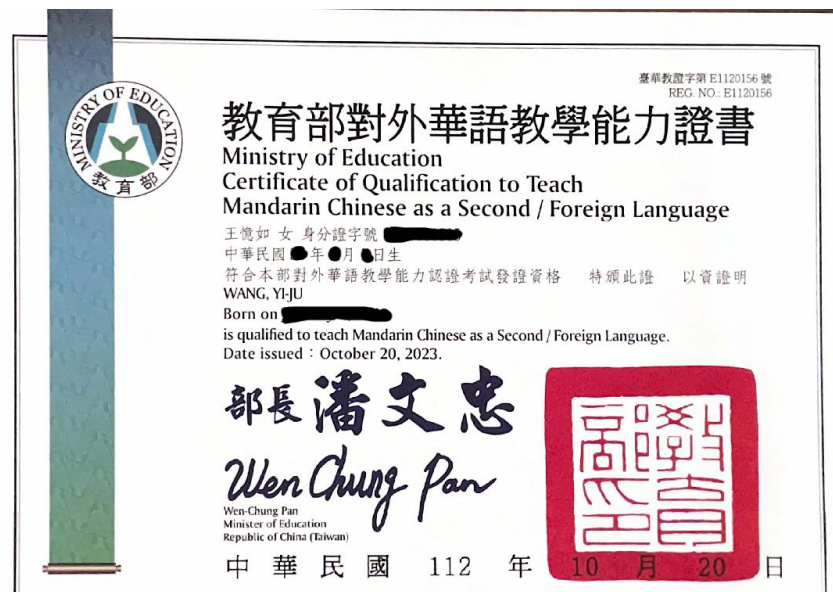 臺華教證字第 E1120156 號
REG. NO.: E1120156
MINISTRY OF EDUCATION
教育部
教育部對外華語教學能力證書
Ministry of Education
Certificate of Qualification to Teach
Mandarin Chinese as a Second / Foreign Language
王憶如 女 身分證字號
中華民國 年 月 日生
符合本部對外華語教學能力認證考試發證資格 特頒此證 以資證明
WANG, YI-JU
Born on
is qualified to teach Mandarin Chinese as a Second / Foreign Language.
Date issued：October 20, 2023.
部長 潘文忠
Wen Chung Pan
Wen-Chung Pan
Minister of Education
Republic of China (Taiwan)
教育部印
中華民國 112 年 10 月 20 日